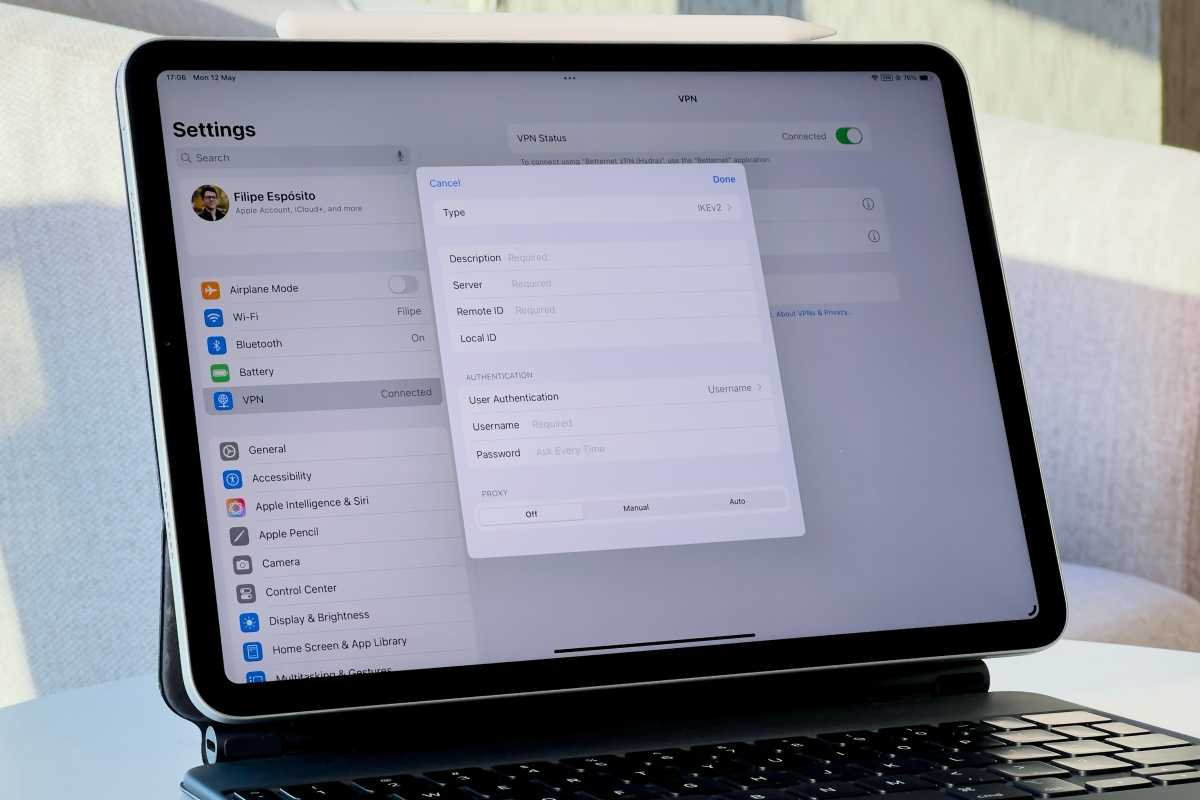 17:06 Mon 12 May
76%
Settings
Search
Filipe Espósito
Apple Account, iCloud+, and more
Airplane Mode
Wi-Fi Filipe
Bluetooth On
Battery
VPN Connected
General
Accessibility
Apple Intelligence & Siri
Apple Pencil
Camera
Control Center
Display & Brightness
Home Screen & App Library
Multitasking & Gestures
VPN
VPN Status Connected
To connect using "Betternet VPN (Hydra)", use the "Betternet" application.
About VPNs & Privacy.
Cancel Done
Type IKEv2
Description Required
Server Required
Remote ID Required
Local ID
AUTHENTICATION
User Authentication Username
Username Required
Password Ask Every Time
PROXY
Off Manual Auto